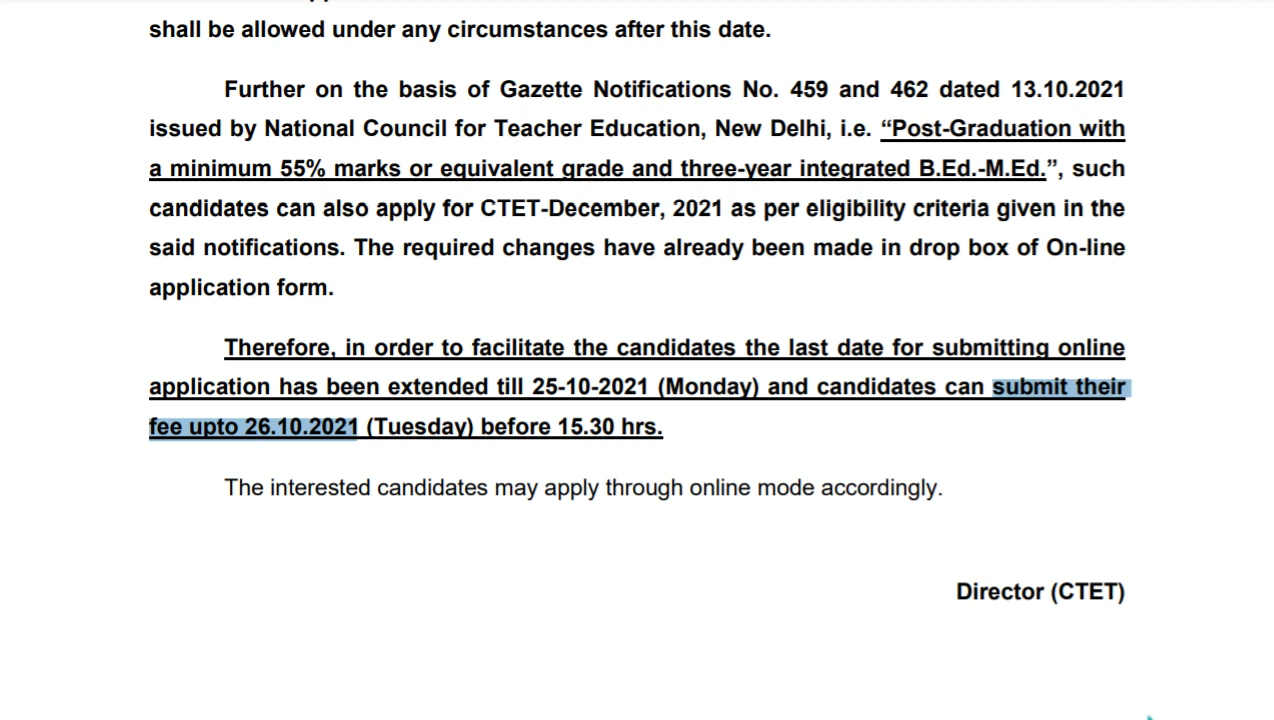 shall be allowed under any circumstances after this date.
Further on the basis of Gazette Notifications No. 459 and 462 dated 13.10.2021
issued by National Council for Teacher Education, New Delhi, i.e. “Post-Graduation with
a minimum 55% marks or equivalent grade and three-year integrated B.Ed.-M.Ed.”, such
candidates can also apply for CTET-December, 2021 as per eligibility criteria given in the
said notifications. The required changes have already been made in drop box of On-line
application form.
Therefore, in order to facilitate the candidates the last date for submitting online
application has been extended till 25-10-2021 (Monday) and candidates can submit their
fee upto 26.10.2021 (Tuesday) before 15.30 hrs.
The interested candidates may apply through online mode accordingly.
Director (CTET)